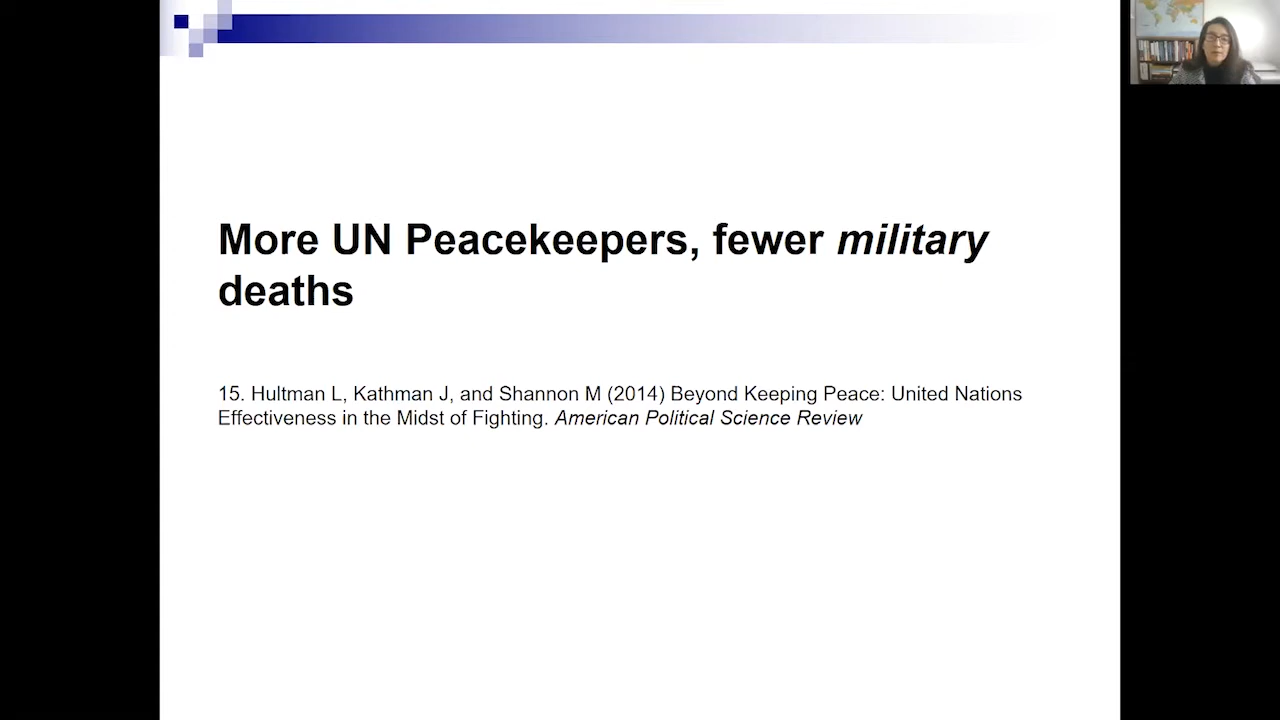 More UN Peacekeepers, fewer military
deaths
15. Hultman L, Kathman J, and Shannon M (2014) Beyond Keeping Peace: United Nations
Effectiveness in the Midst of Fighting. American Political Science Review